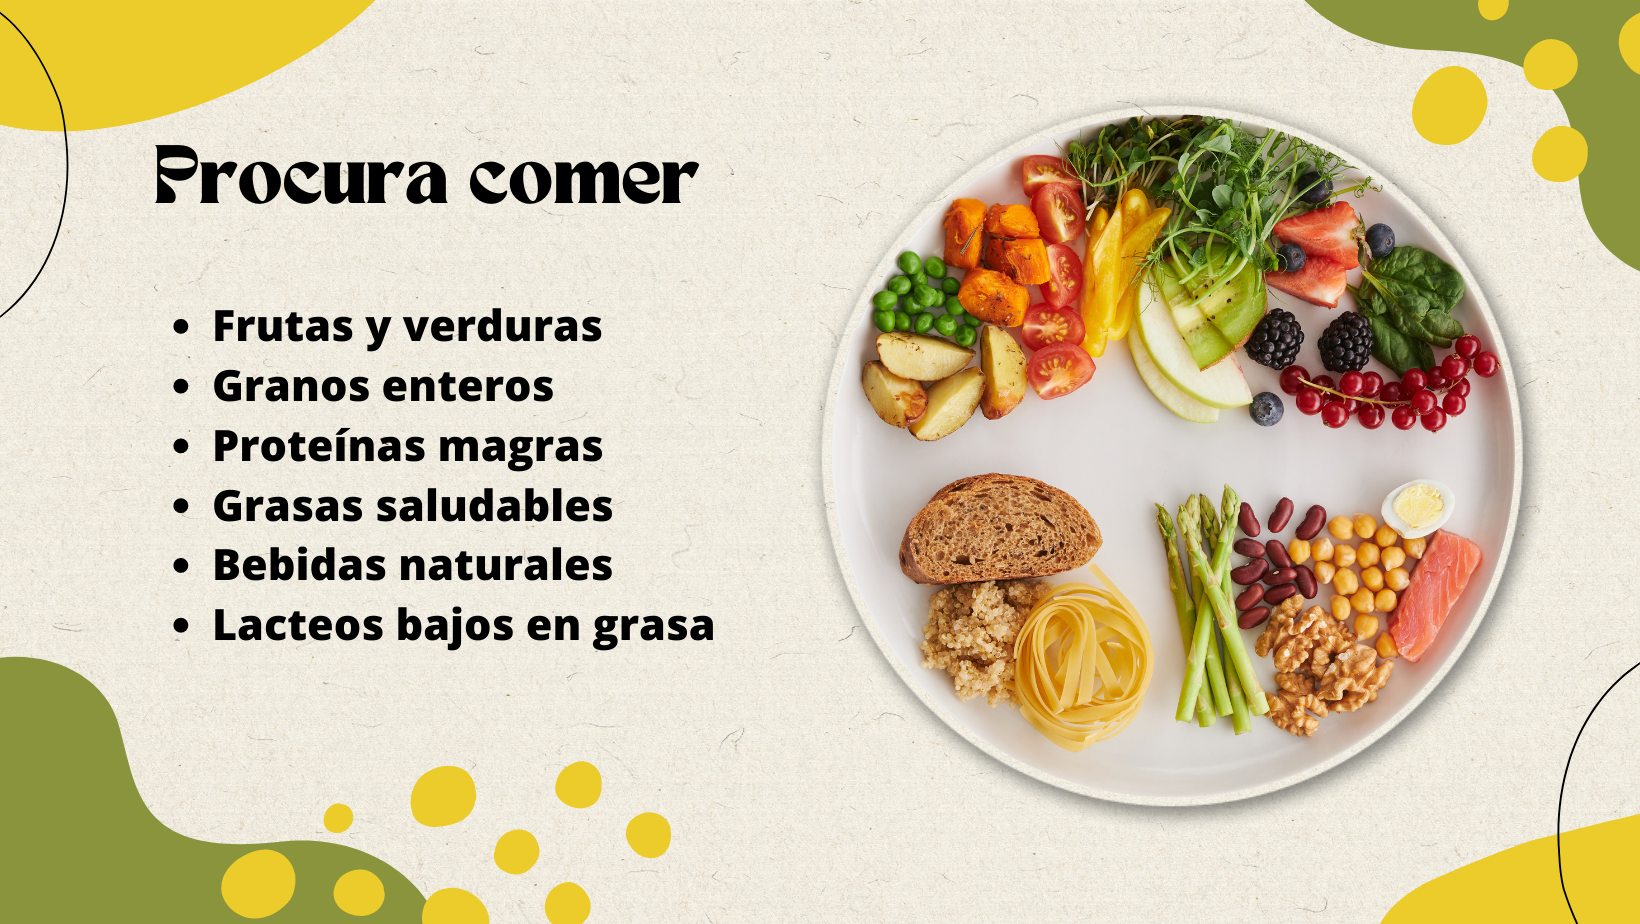 Procura comer
• Frutas y verduras
• Granos enteros
• Proteínas magras
• Grasas saludables
• Bebidas naturales
• Lacteos bajos en grasa